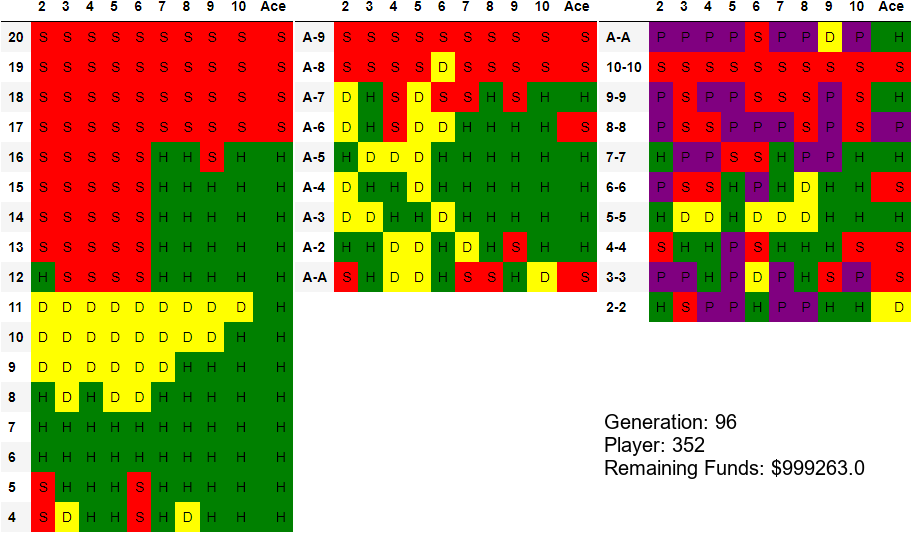 2 3 4 5 6 7 8 9 10 Ace
20 S S S S S S S S S S
19 S S S S S S S S S S
18 S S S S S S S S S S
17 S S S S S S S S S S
16 S S S S S H H S H H
15 S S S S S H H H H H
14 S S S S S H H H H H
13 S S S S S H H H H H
12 H S S S S H H H H H
11 D D D D D D D D D H
10 D D D D D D D D H H
9 D D D D D D H H H H
8 H D H D D H H H H H
7 H H H H H H H H H H
6 H H H H H H H H H H
5 S H H H S H H H H H
4 S D H H S H D H H H
2 3 4 5 6 7 8 9 10 Ace
A-9 S S S S S S S S S S
A-8 S S S S D S S S S S
A-7 D H S D S S H S H H
A-6 D H S D D H H H H S
A-5 H D D D H H H H H H
A-4 D H H D H H H H H H
A-3 D D H H D H H H H H
A-2 H H D D H D H S H H
A-A S H D D H S S H D S
2 3 4 5 6 7 8 9 10 Ace
A-A P P P P S P P D P H
10-10 S S S S S S S S S S
9-9 P S P P S S S P S H
8-8 P S S P P P S P S P
7-7 H P P S S H P P H H
6-6 P S S H P H D H H S
5-5 H D D H D D D H H H
4-4 S H H P S H H H S S
3-3 P P H P D P H S P S
2-2 H S P P H P P H H D
Generation: 96
Player: 352
Remaining Funds: $999263.0